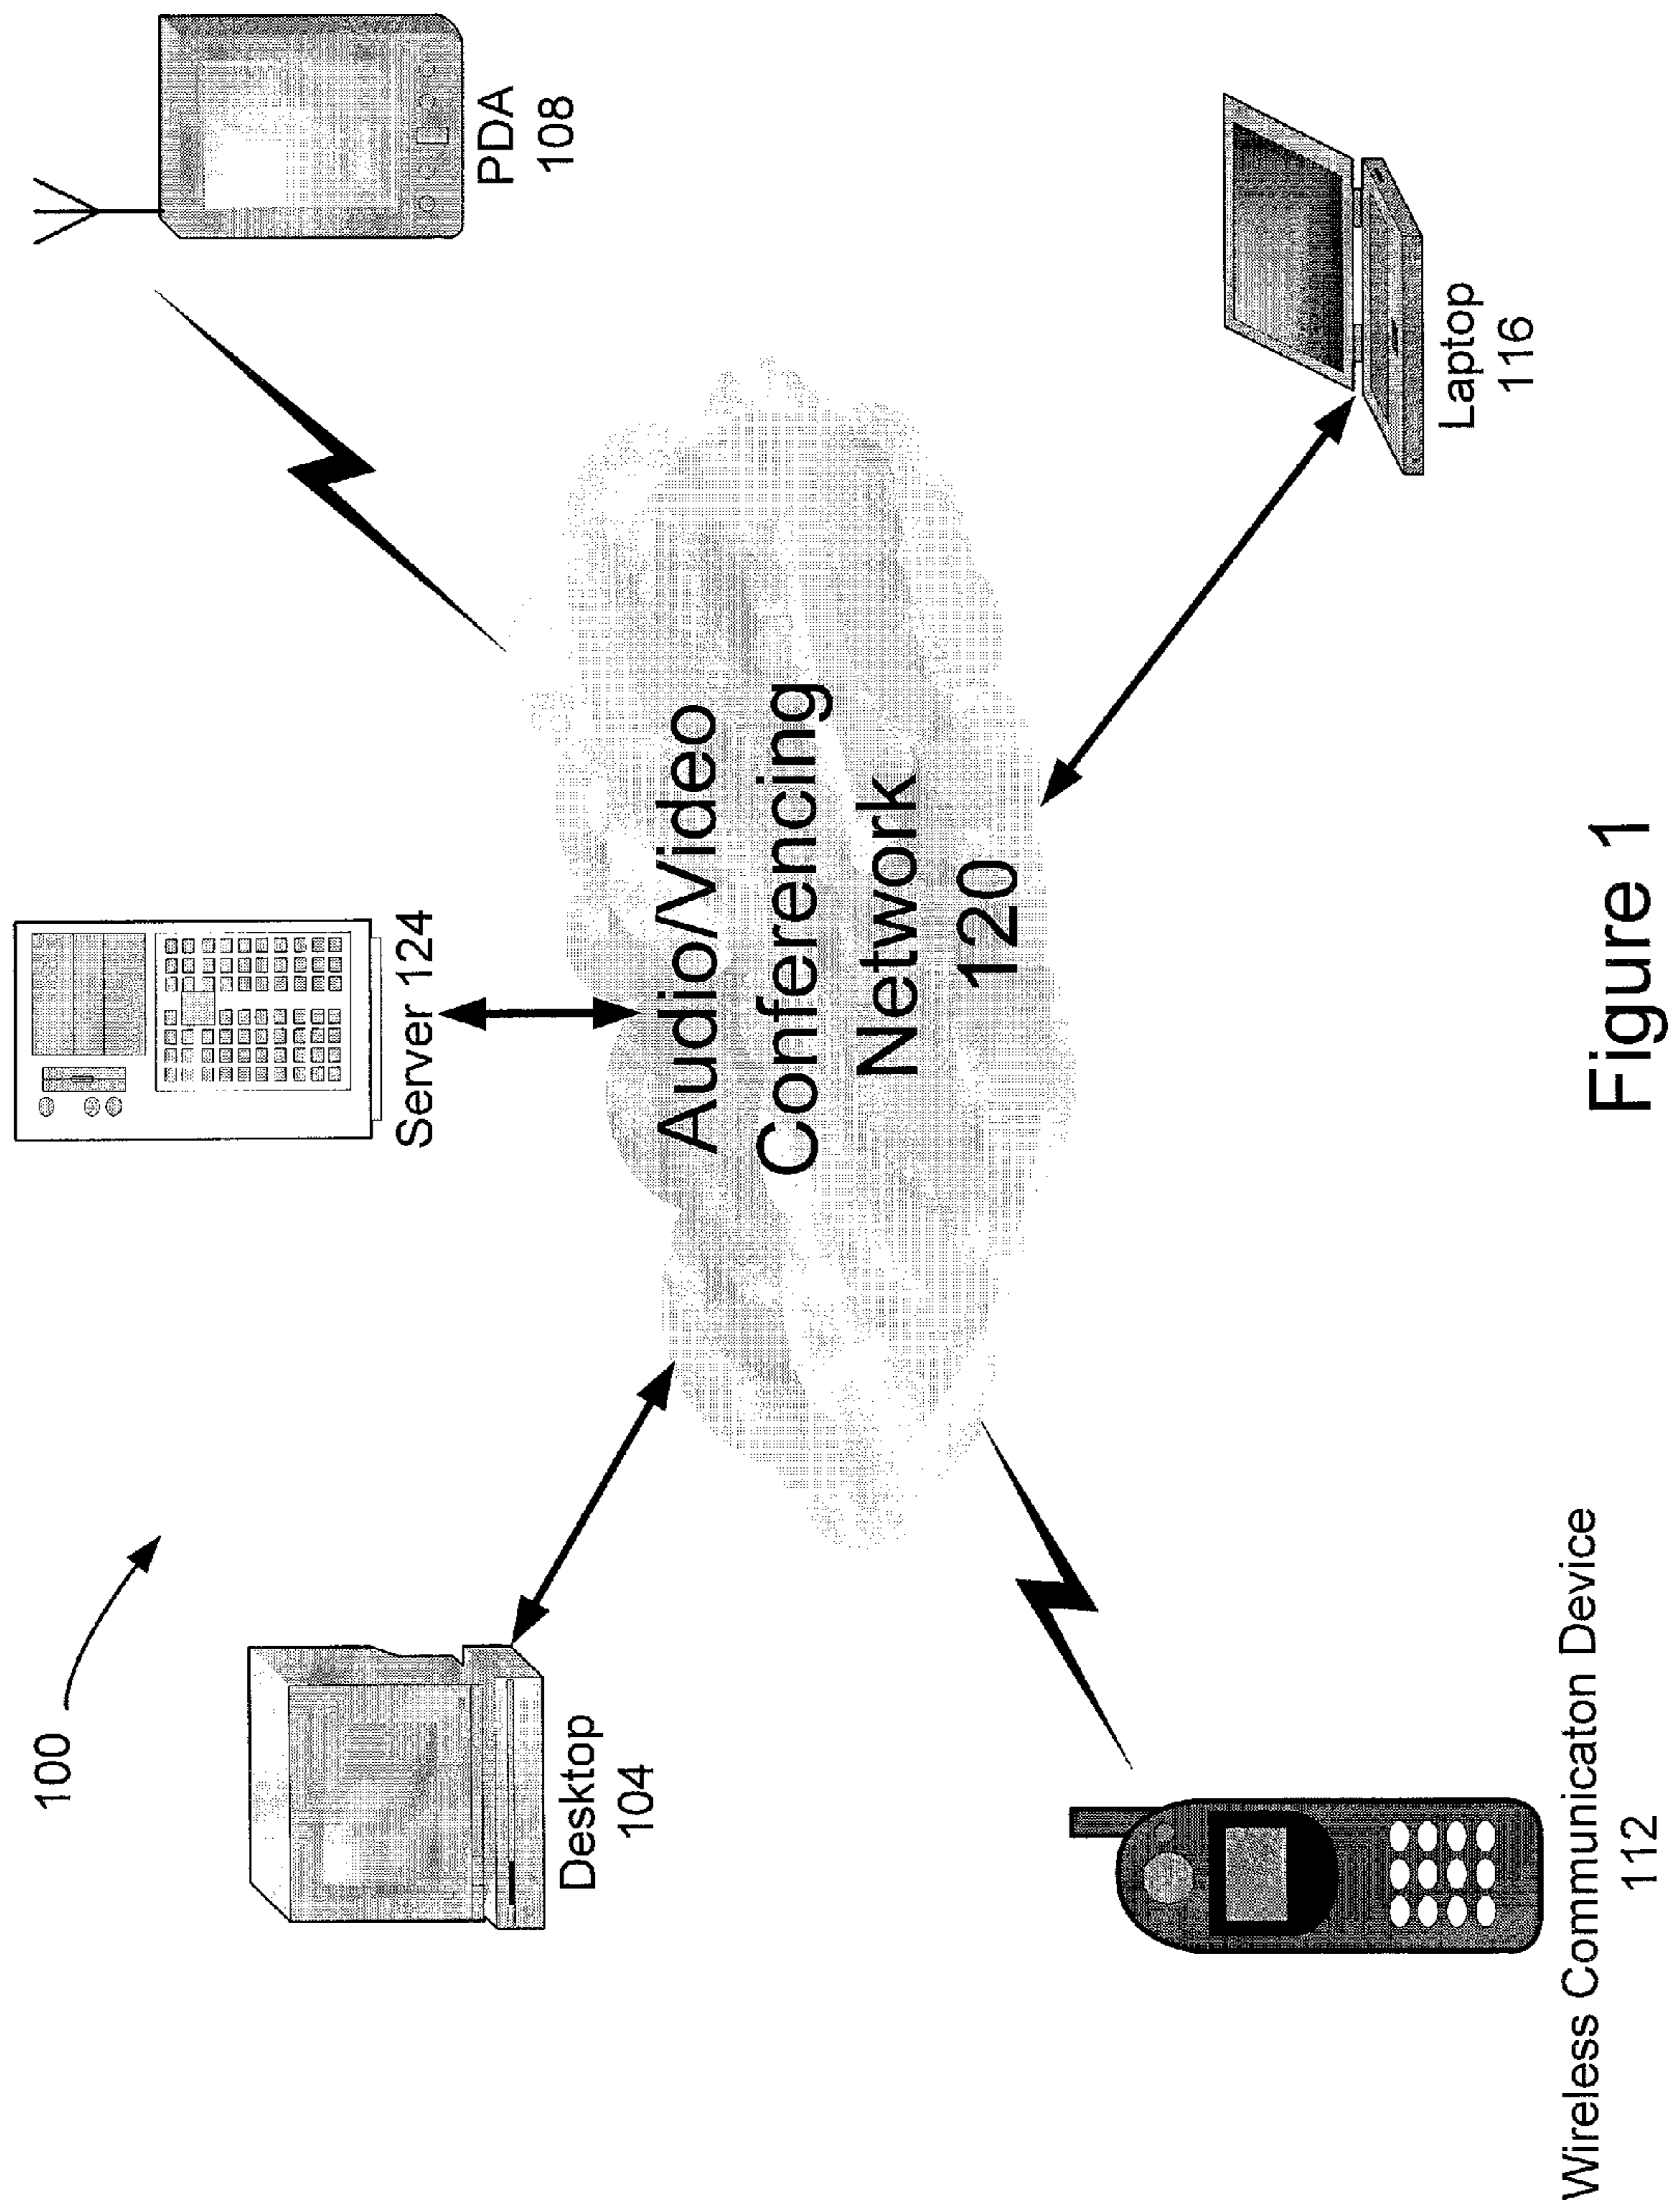 100
Server 124
PDA
108
Desktop
104
Audio/Video
Conferencing
Network
120
Laptop
116
Wireless Communicaton Device
112
Figure 1